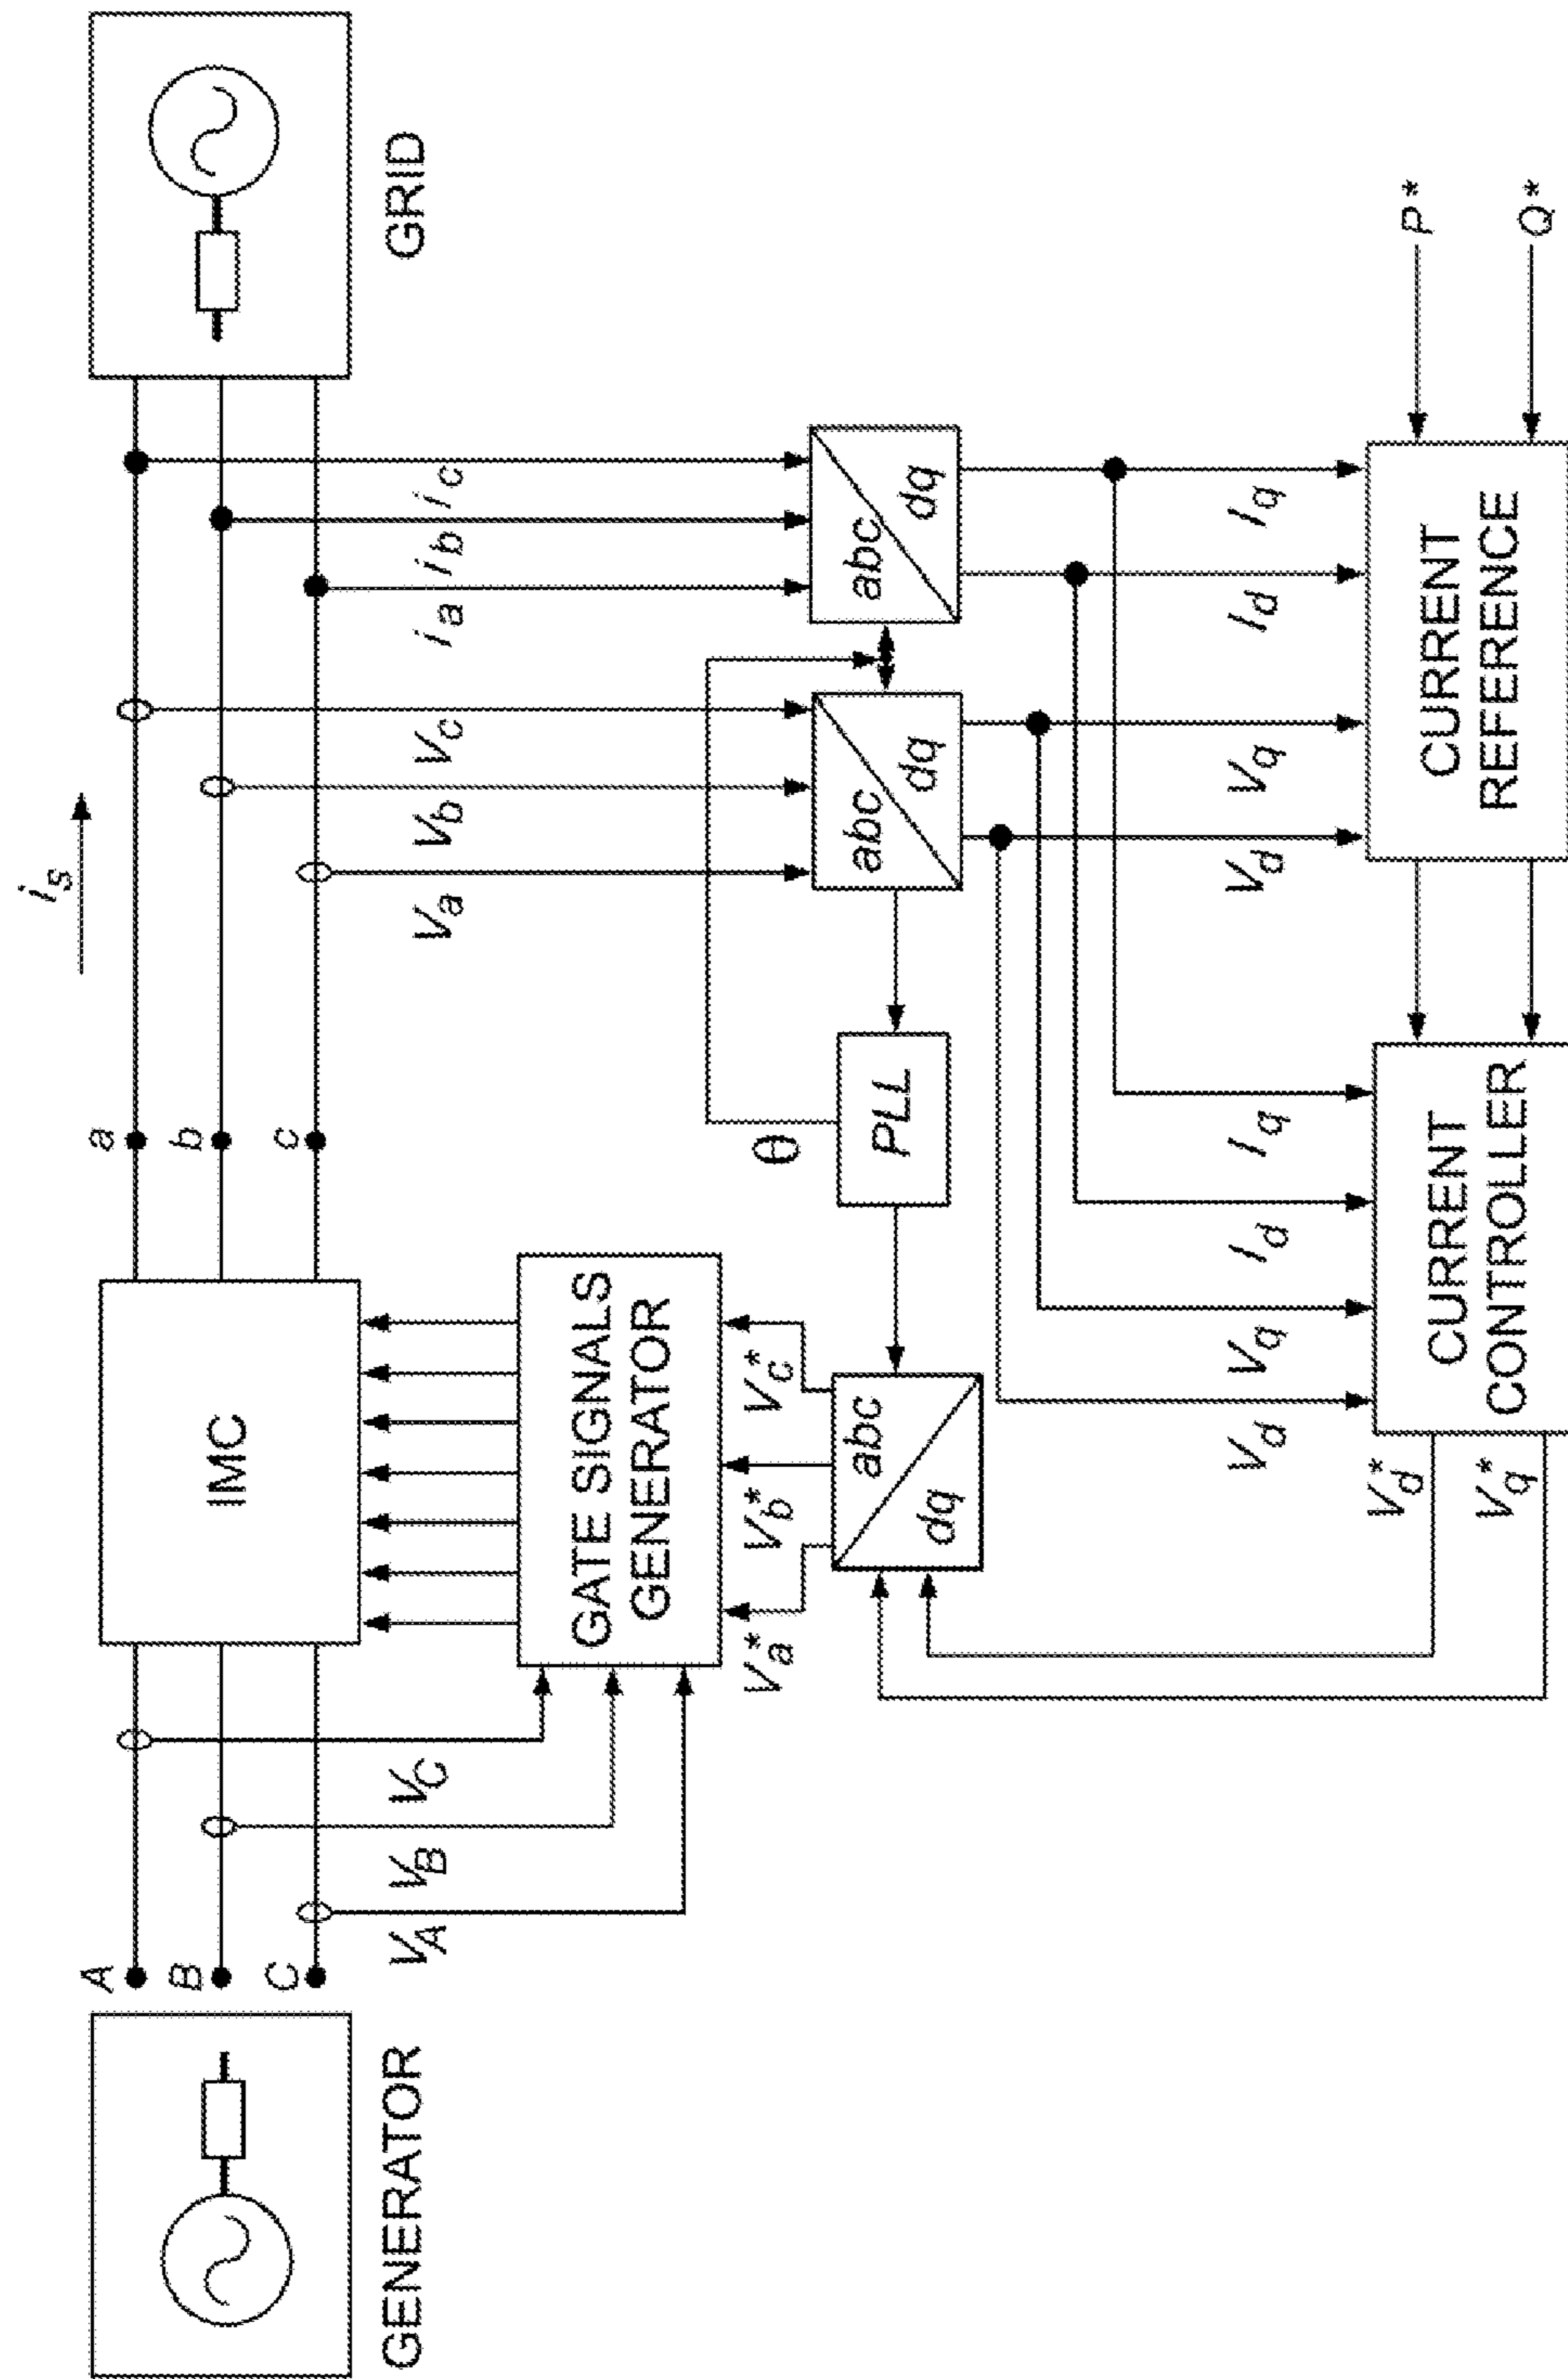 i_s
GENERATOR
A
B
C
V_A
V_B
V_C
IMC
a
b
c
GRID
GATE SIGNALS
GENERATOR
V_a*
V_b*
V_c*
abc
dq
PLL
θ
V_a
V_b
V_c
i_a
i_b
i_c
abc
dq
abc
dq
V_d
V_q
I_d
I_q
V_d
V_q
I_d
I_q
V_d*
V_q*
CURRENT
CONTROLLER
CURRENT
REFERENCE
P*
Q*